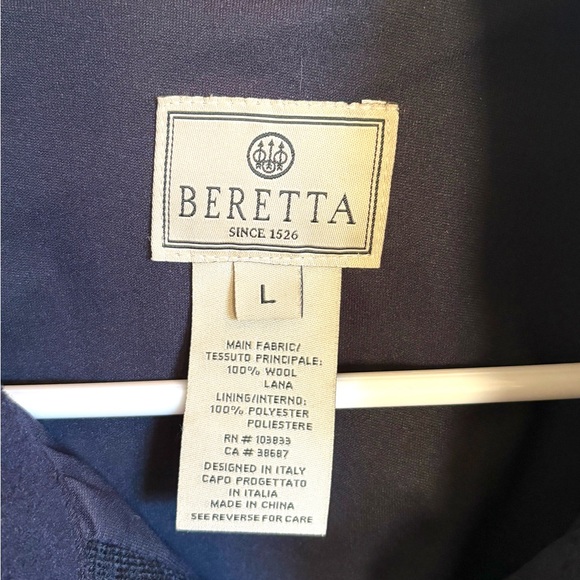 BERETTA
SINCE 1526
L
MAIN FABRIC/
TESSUTO PRINCIPALE:
100% WOOL
LANA
LINING/INTERNO:
100% POLYESTER
POLIESTERE
RN # 103833
CA # 38687
DESIGNED IN ITALY
CAPO PROGETTATO
IN ITALIA
MADE IN CHINA
SEE REVERSE FOR CARE